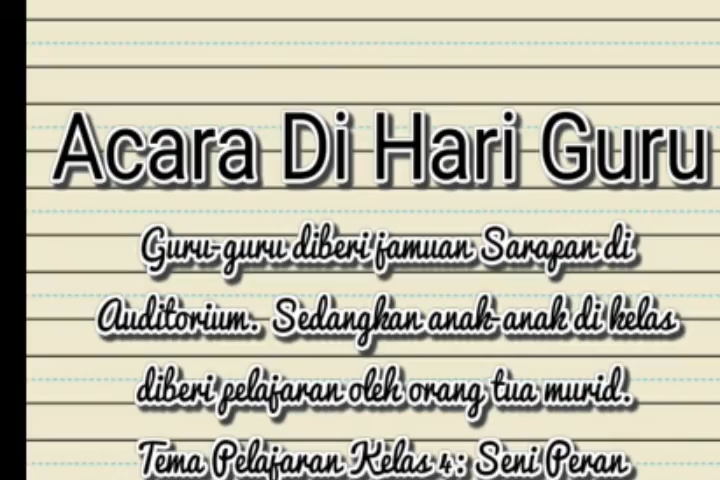 Acara Di Hari Guru
Guru-guru diberi jamuan Sarapan di
Auditorium. Sedangkan anak-anak di kelas
diberi pelajaran oleh orang tua murid.
Tema Pelajaran Kelas 4: Seni Peran